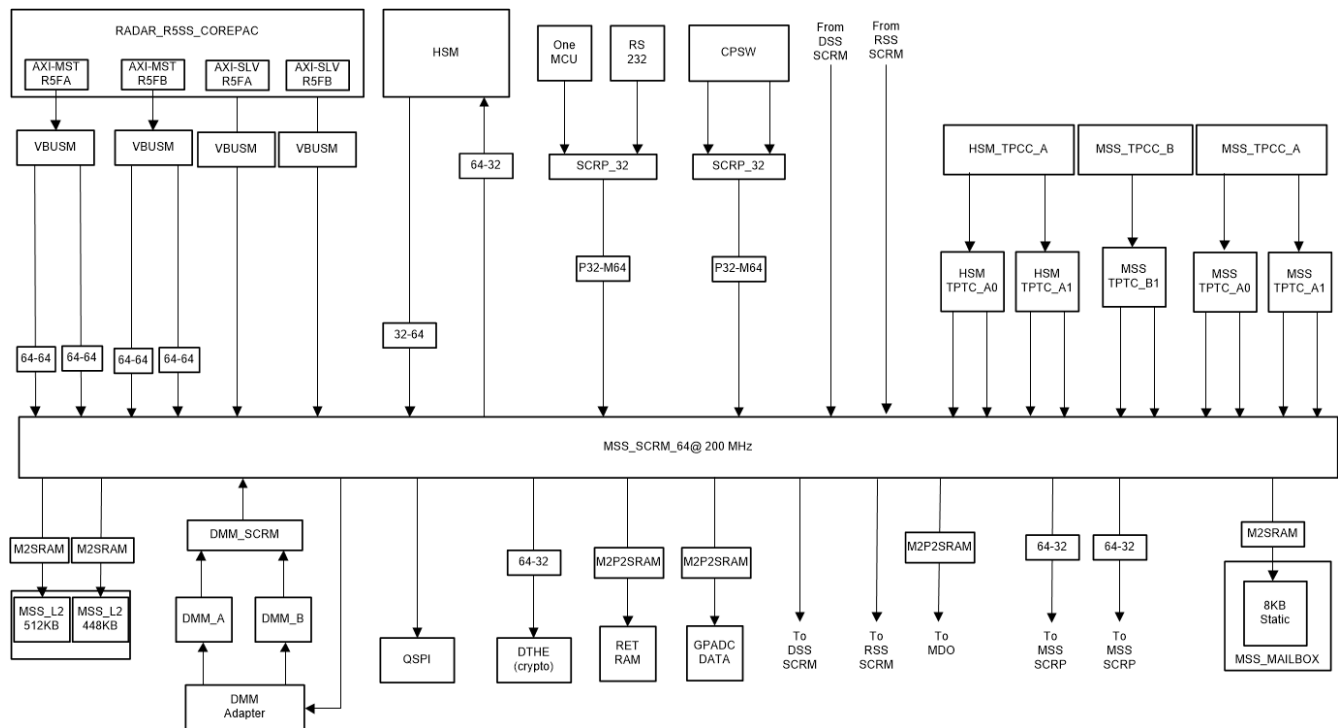 RADAR_R5SS_COREPAC
AXI-MST
R5FA
AXI-MST
R5FB
AXI-SLV
R5FA
AXI-SLV
R5FB
VBUSM
VBUSM
VBUSM
VBUSM
64-64
64-64
64-64
64-64
HSM
64-32
32-64
One
MCU
RS
232
SCRP_32
P32-M64
CPSW
SCRP_32
P32-M64
From
DSS
SCRM
From
RSS
SCRM
HSM_TPCC_A
MSS_TPCC_B
MSS_TPCC_A
HSM
TPTC_A0
HSM
TPTC_A1
MSS
TPTC_B1
MSS
TPTC_A0
MSS
TPTC_A1
MSS_SCRM_64@ 200 MHz
M2SRAM
M2SRAM
MSS_L2
512KB
MSS_L2
448KB
DMM_SCRM
DMM_A
DMM_B
DMM
Adapter
QSPI
64-32
DTHE
(crypto)
M2P2SRAM
RET
RAM
M2P2SRAM
GPADC
DATA
To
DSS
SCRM
To
RSS
SCRM
M2P2SRAM
To
MDO
64-32
To
MSS
SCRP
64-32
To
MSS
SCRP
M2SRAM
8KB
Static
MSS_MAILBOX